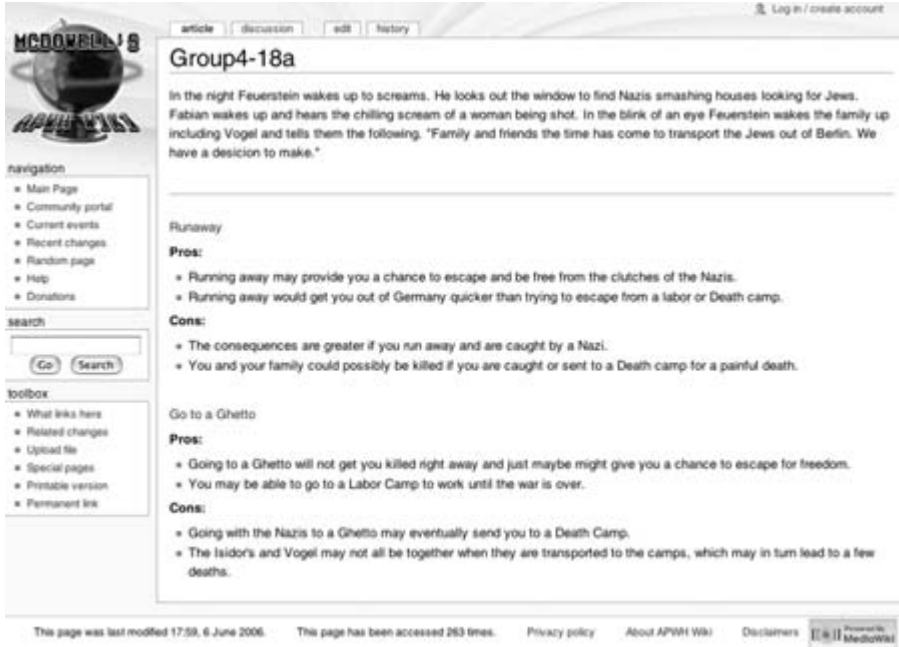 Log in / create account
article
discussion
edit
history
MCDOWELL'S
APWH WIKI
Group4-18a
In the night Feuerstein wakes up to screams. He looks out the window to find Nazis smashing houses looking for Jews.
Fabian wakes up and hears the chilling scream of a woman being shot. In the blink of an eye Feuerstein wakes the family up
including Vogel and tells them the following. "Family and friends the time has come to transport the Jews out of Berlin. We
have a desicion to make."
navigation
Main Page
Community portal
Current events
Recent changes
Random page
Help
Donations
search
Go
Search
toolbox
What links here
Related changes
Upload file
Special pages
Printable version
Permanent link
Runaway
Pros:
Running away may provide you a chance to escape and be free from the clutches of the Nazis.
Running away would get you out of Germany quicker than trying to escape from a labor or Death camp.
Cons:
The consequences are greater if you run away and are caught by a Nazi.
You and your family could possibly be killed if you are caught or sent to a Death camp for a painful death.
Go to a Ghetto
Pros:
Going to a Ghetto will not get you killed right away and just maybe might give you a chance to escape for freedom.
You may be able to go to a Labor Camp to work until the war is over.
Cons:
Going with the Nazis to a Ghetto may eventually send you to a Death Camp.
The Isidor's and Vogel may not all be together when they are transported to the camps, which may in turn lead to a few
deaths.
This page was last modified 17:59, 6 June 2006.
This page has been accessed 263 times.
Privacy policy
About APWH Wiki
Disclaimers
Powered By
MediaWiki